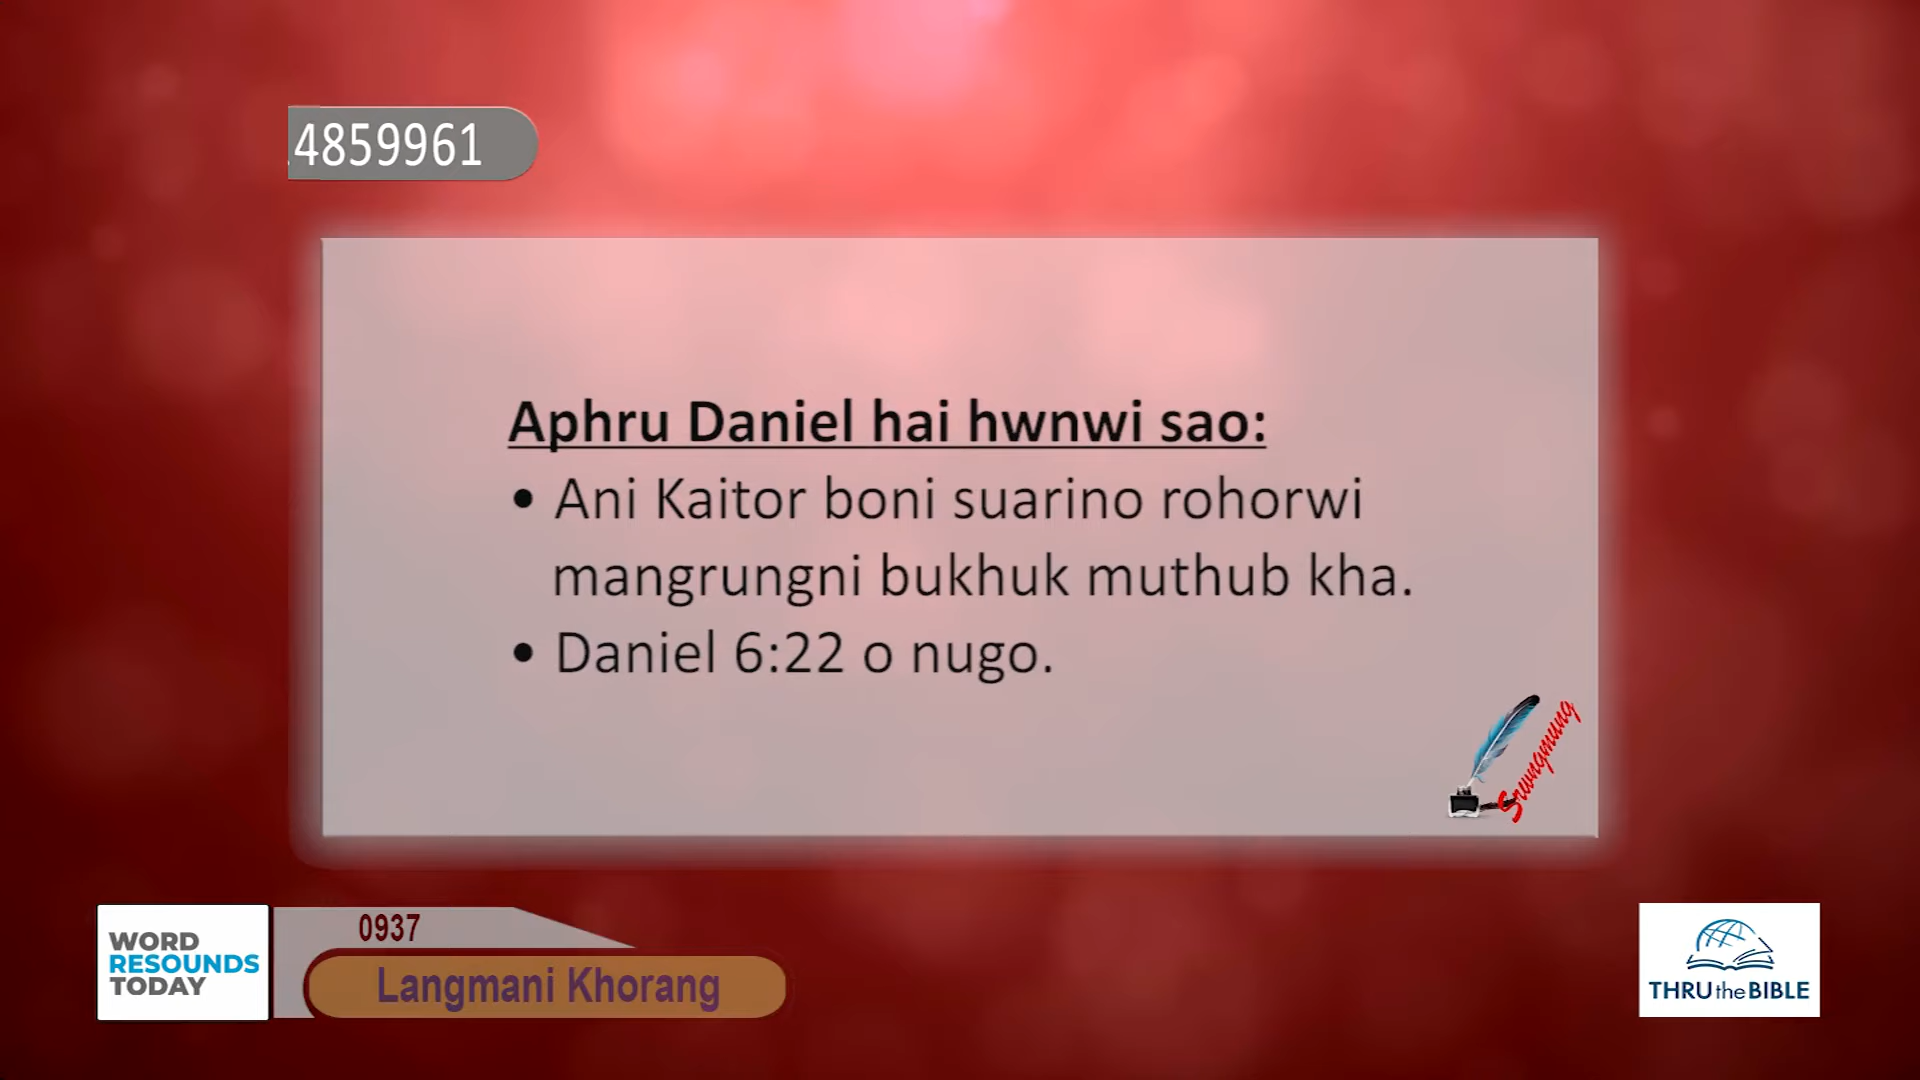 .4859961
Aphru Daniel hai hwnwi sao:
• Ani Kaitor boni suarino rohorwi
mangrungni bukhuk muthub kha.
• Daniel 6:22 o nugo.
Srwngmung
WORD
RESOUNDS
TODAY
0937
Langmani Khorang
THRU the BIBLE